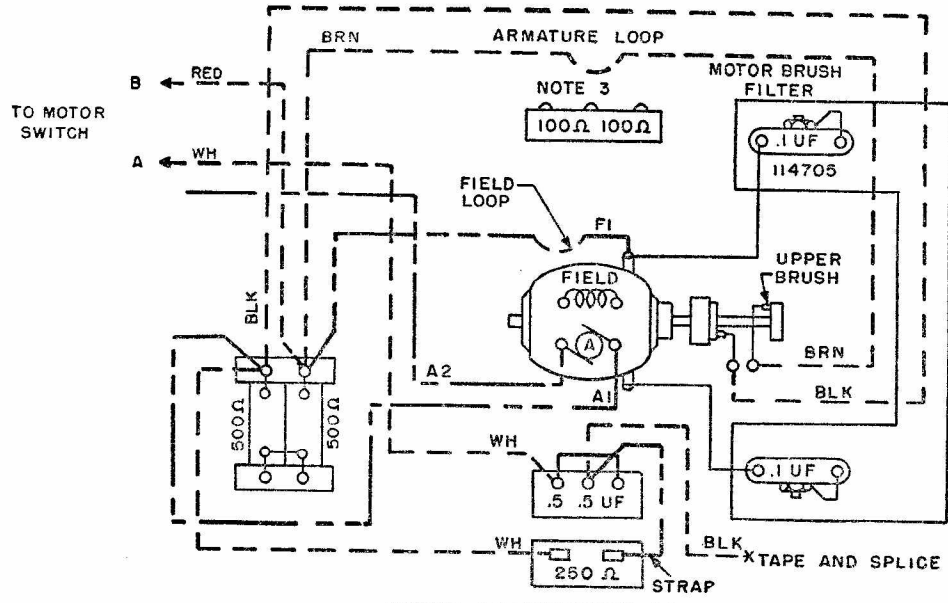 BRN
ARMATURE LOOP
B
RED
NOTE 3
MOTOR BRUSH
FILTER
TO MOTOR
SWITCH
100Ω 100Ω
.1 UF
A
WH
114705
FIELD
LOOP
F1
UPPER
BRUSH
FIELD
BLK
A
BRN
A2
A1
BLK
500Ω
500Ω
WH
.1 UF
.5 .5 UF
WH
BLK
X TAPE AND SPLICE
250 Ω
STRAP